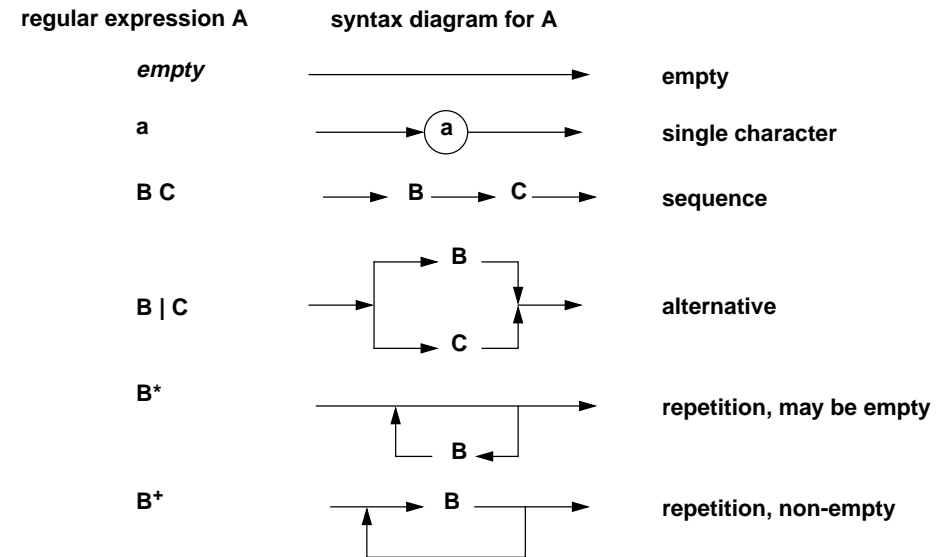 regular expression A syntax diagram for A
empty empty
a a single character
B C B C sequence
B
B | C alternative
C
B* repetition, may be empty
B
B+ B repetition, non-empty